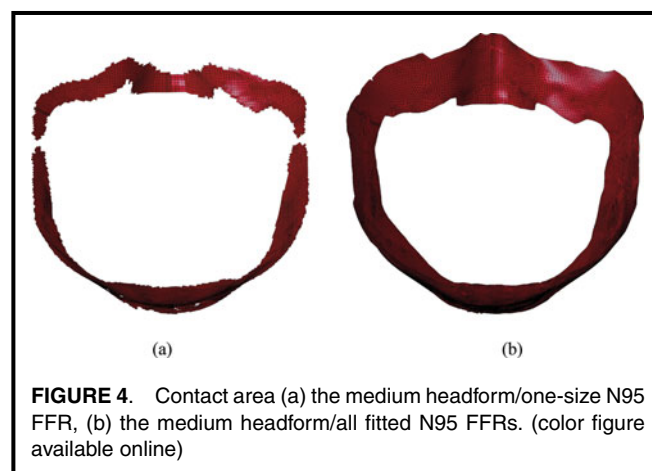 (a)
(b)
FIGURE 4. Contact area (a) the medium headform/one-size N95
FFR, (b) the medium headform/all fitted N95 FFRs. (color figure
available online)